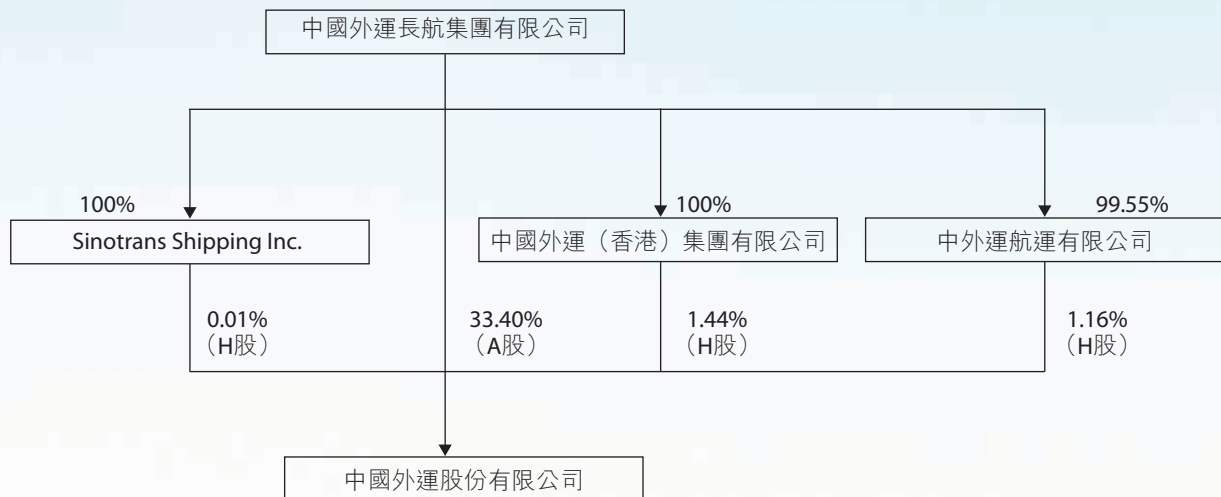 中國外運長航集團有限公司
100%
100%
99.55%
Sinotrans Shipping Inc.
中國外運（香港）集團有限公司
中外運航運有限公司
0.01%
（H股）
33.40%
（A股）
1.44%
（H股）
1.16%
（H股）
中國外運股份有限公司